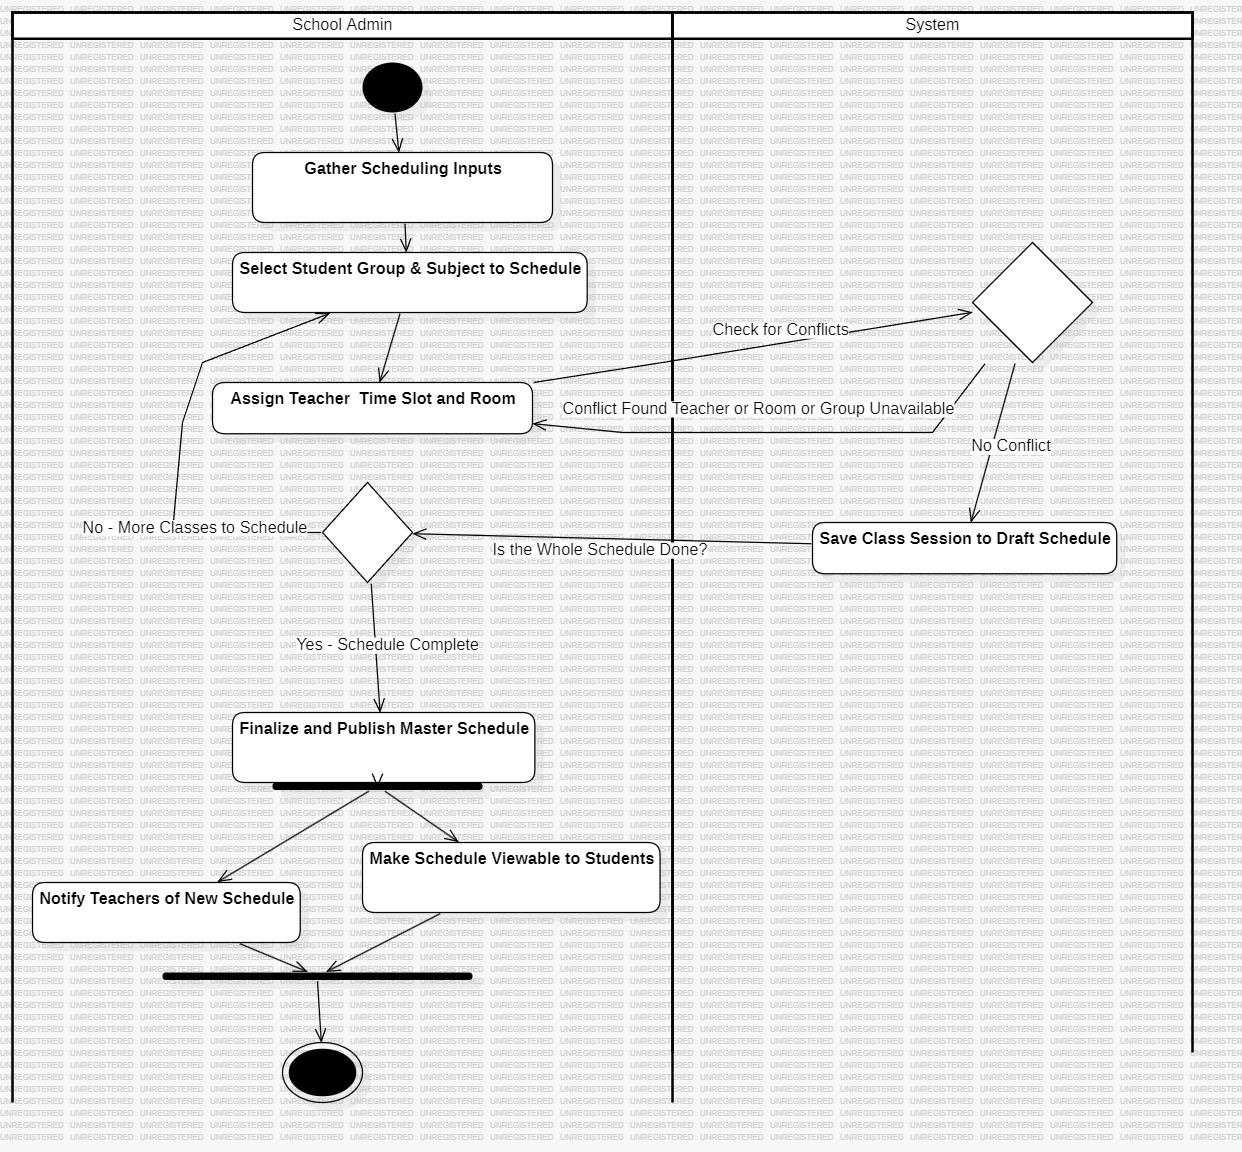 School Admin
System
Gather Scheduling Inputs
Select Student Group & Subject to Schedule
Check for Conflicts
Assign Teacher  Time Slot and Room
Conflict Found Teacher or Room or Group Unavailable
No Conflict
No - More Classes to Schedule
Is the Whole Schedule Done?
Save Class Session to Draft Schedule
Yes - Schedule Complete
Finalize and Publish Master Schedule
Make Schedule Viewable to Students
Notify Teachers of New Schedule
UNREGISTERED